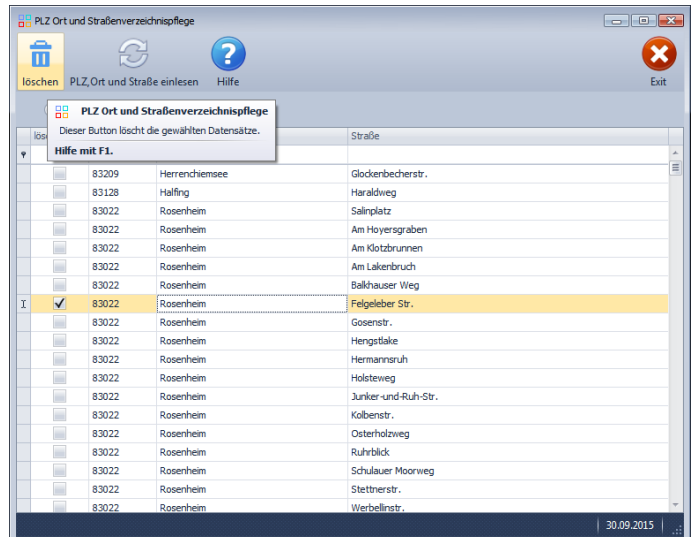 PLZ Ort und Straßenverzeichnispflege
löschen PLZ,Ort und Straße einlesen Hilfe Exit
PLZ Ort und Straßenverzeichnispflege
Dieser Button löscht die gewählten Datensätze.
Hilfe mit F1.
Straße
83209 Herrenchiemsee Glockenbecherstr.
83128 Halfing Haraldweg
83022 Rosenheim Salinplatz
83022 Rosenheim Am Hoyersgraben
83022 Rosenheim Am Klotzbrunnen
83022 Rosenheim Am Lakenbruch
83022 Rosenheim Balkhauser Weg
83022 Rosenheim Felgeleber Str.
83022 Rosenheim Gosenstr.
83022 Rosenheim Hengstlake
83022 Rosenheim Hermannsruh
83022 Rosenheim Holsteweg
83022 Rosenheim Junker-und-Ruh-Str.
83022 Rosenheim Kolbenstr.
83022 Rosenheim Osterholzweg
83022 Rosenheim Ruhrblick
83022 Rosenheim Schulauer Moorweg
83022 Rosenheim Stettnerstr.
83022 Rosenheim Werbellinstr.
30.09.2015